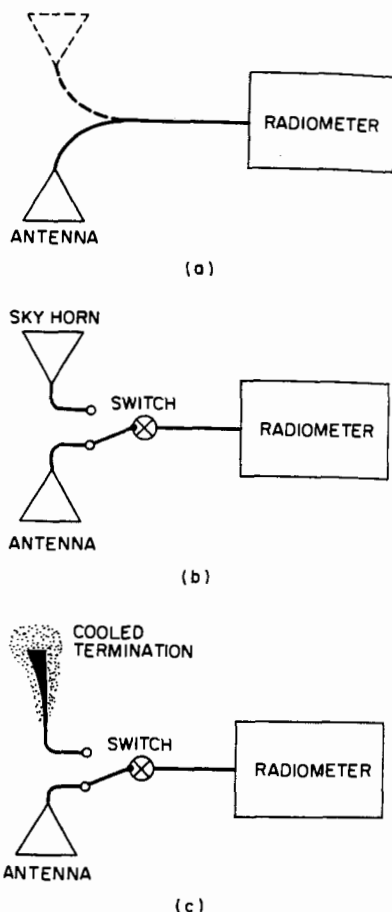 RADIOMETER
ANTENNA
(a)
SKY HORN
SWITCH
RADIOMETER
ANTENNA
(b)
COOLED
TERMINATION
SWITCH
RADIOMETER
ANTENNA
(c)